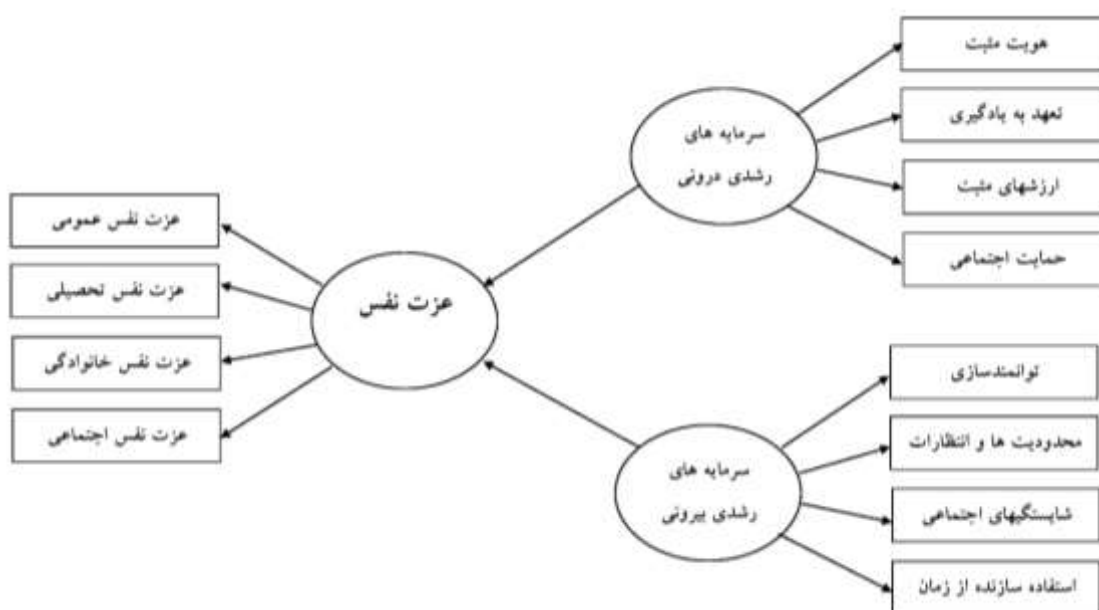 هویت مثبت
تعهد به یادگیری
ارزشهای مثبت
حمایت اجتماعی
سرمایه های
رشدی درونی
عزت نفس عمومی
عزت نفس تحصیلی
عزت نفس خانوادگی
عزت نفس اجتماعی
عزت نفس
توانمندسازی
محدودیت ها و انتظارات
شایستگیهای اجتماعی
استفاده سازنده از زمان
سرمایه های
رشدی بیرونی